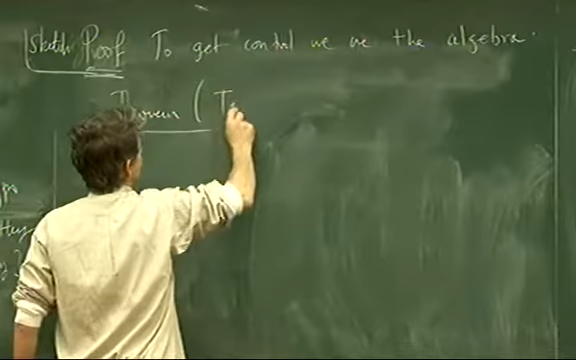 Sketch Proof To get control we use the algebra.
Theorem ( T